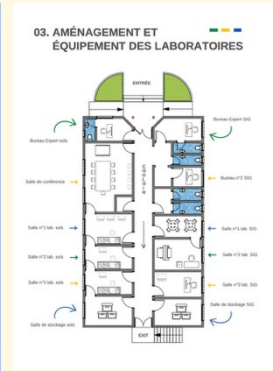 03. AMÉNAGEMENT ET
ÉQUIPEMENT DES LABORATOIRES
ENTRÉE
Bureau Expert sols
Bureau Expert SIG
Salle de conférence
Bureau n°2 SIG
Salle n°1 lab. sols
Salle n°1 lab. SIG
Salle n°2 lab. sols
Salle n°2 lab. SIG
Salle n°3 lab. sols
Salle n°3 lab. SIG
Salle de stockage sols
Salle de stockage SIG
EXIT